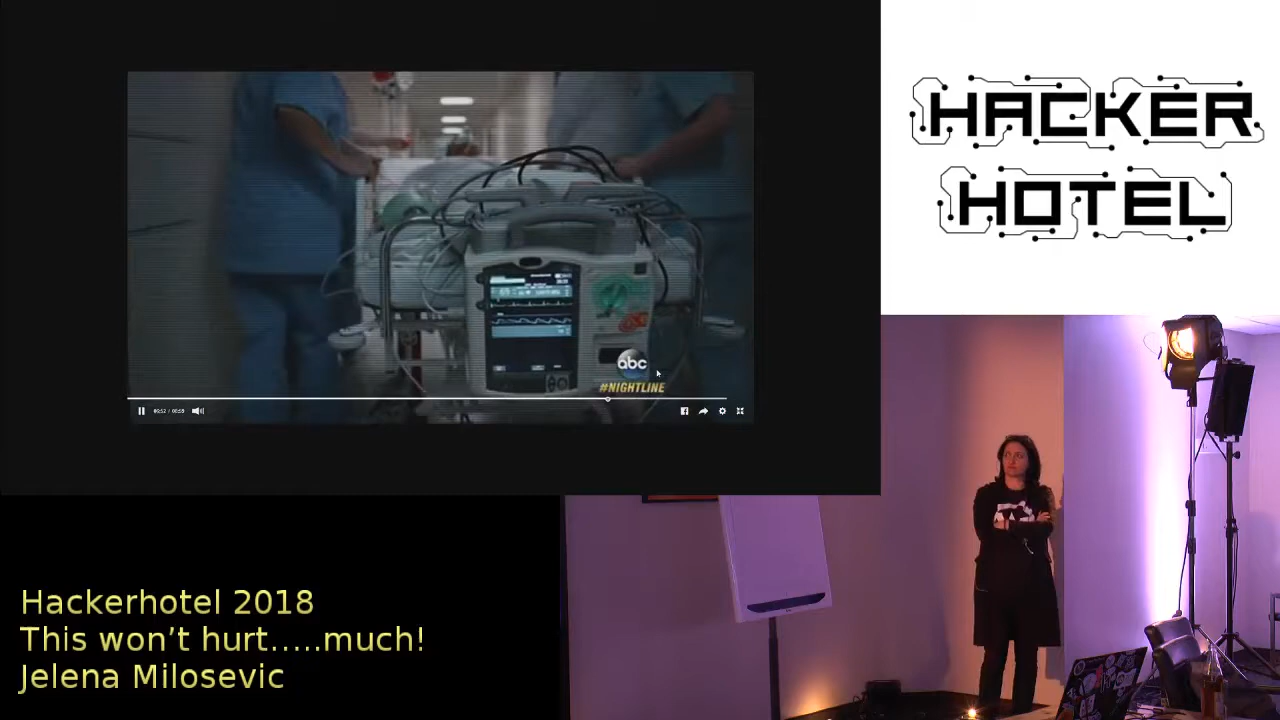 HACKER
HOTEL
abc
#NIGHTLINE
Hackerhotel 2018
This won't hurt.....much!
Jelena Milosevic